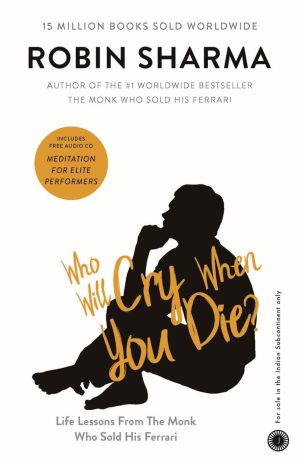 15 MILLION BOOKS SOLD WORLDWIDE
ROBIN SHARMA
AUTHOR OF THE #1 WORLDWIDE BESTSELLER
THE MONK WHO SOLD HIS FERRARI
INCLUDES
FREE AUDIO CD
MEDITATION
FOR ELITE
PERFORMERS
Who
Will Cry When
You Die?
Life Lessons From The Monk
Who Sold His Ferrari
For sale in the Indian Subcontinent only